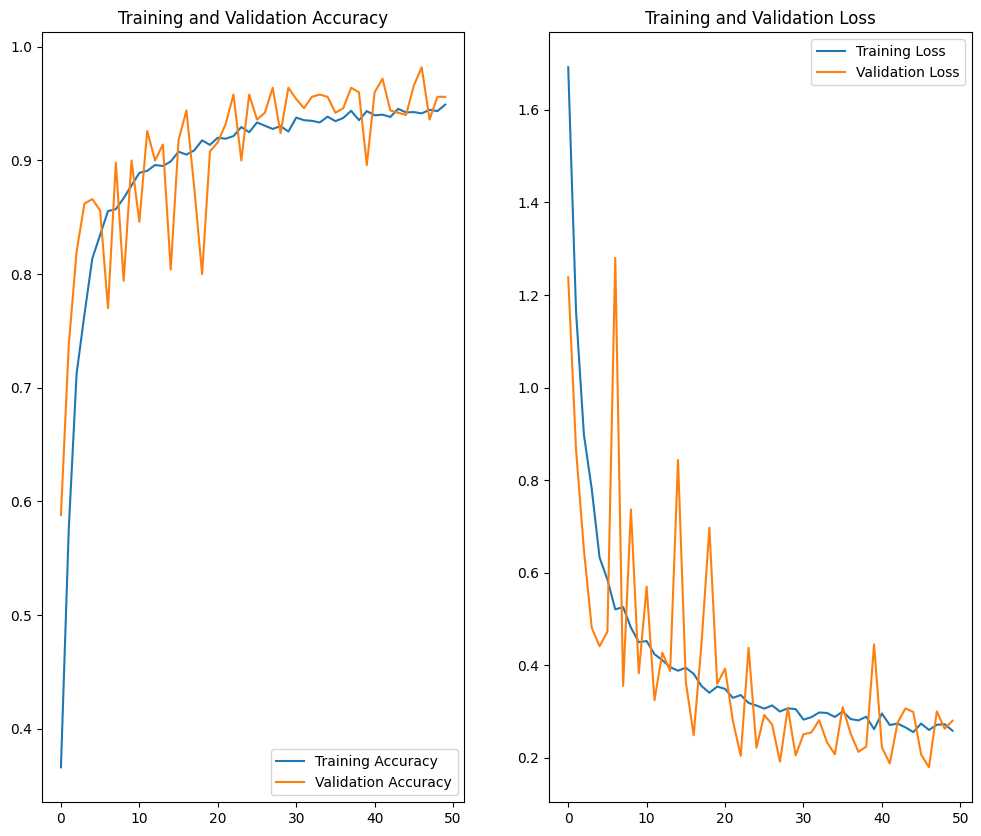 Training and Validation Accuracy
1.0
0.9
0.8
0.7
0.6
0.5
0.4
0 10 20 30 40 50
Training Accuracy
Validation Accuracy
Training and Validation Loss
1.6
1.4
1.2
1.0
0.8
0.6
0.4
0.2
0 10 20 30 40 50
Training Loss
Validation Loss